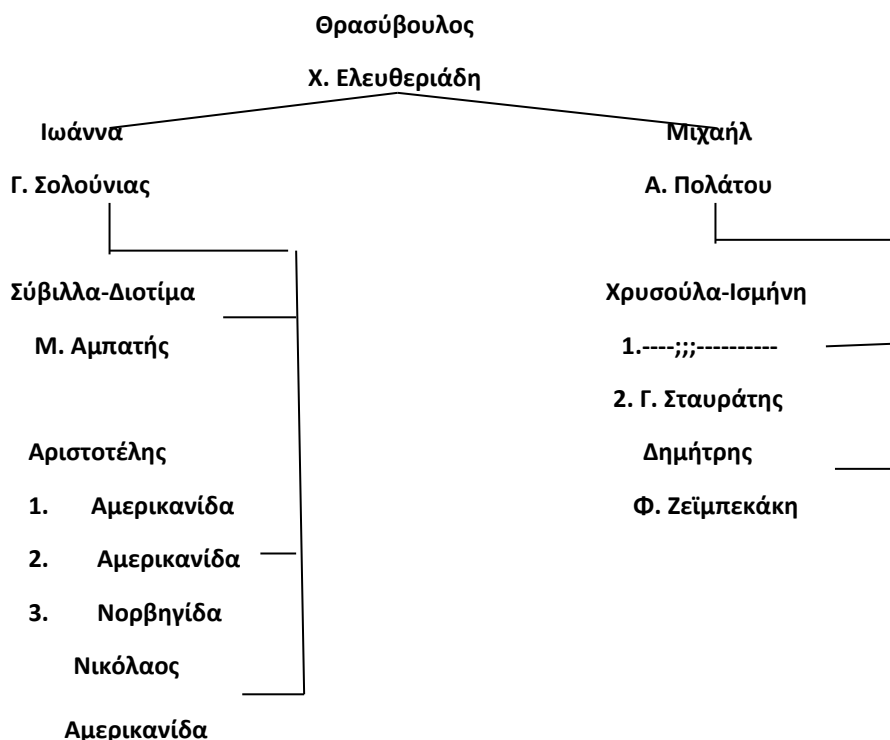 Θρασύβουλος
Χ. Ελευθεριάδη
Ιωάννα
Γ. Σολούνιας
Σύβιλλα-Διοτίμα
Μ. Αμπατής
Αριστοτέλης
1. Αμερικανίδα
2. Αμερικανίδα
3. Νορβηγίδα
Νικόλαος
Αμερικανίδα
Μιχαήλ
Α. Πολάτου
Χρυσούλα-Ισμήνη
1.----;;;----------
2. Γ. Σταυράτης
Δημήτρης
Φ. Ζεϊμπεκάκη